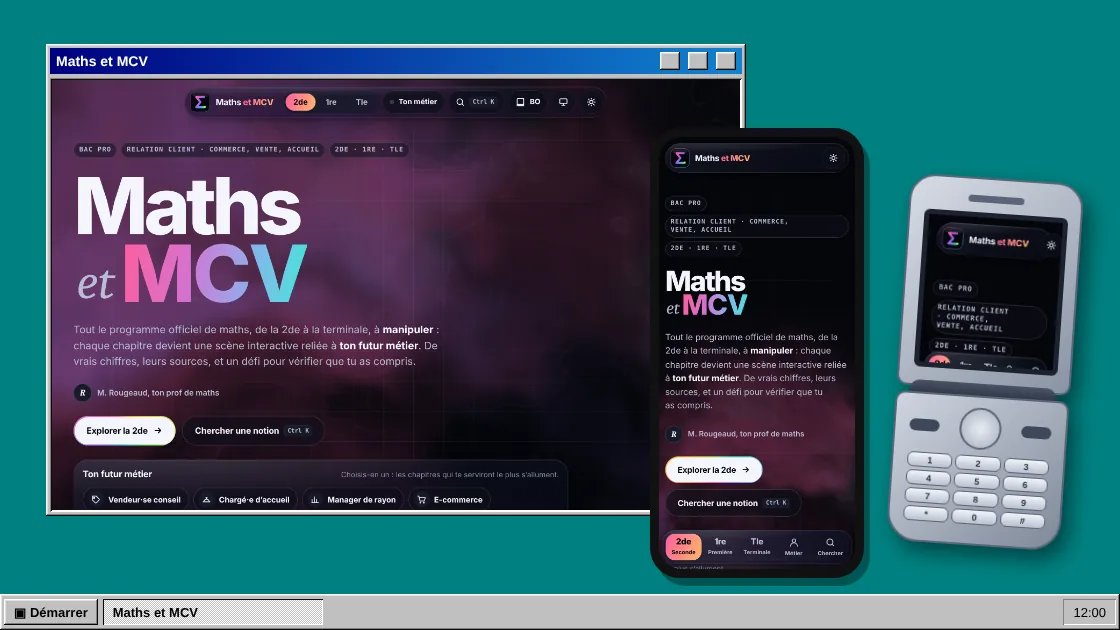 Maths et MCV
Maths et MCV 2de 1re Tle Ton métier Ctrl K BO
BAC PRO RELATION CLIENT · COMMERCE, VENTE, ACCUEIL 2DE · 1RE · TLE
Maths
et MCV
Tout le programme officiel de maths, de la 2de à la terminale, à manipuler :
chaque chapitre devient une scène interactive reliée à ton futur métier. De
vrais chiffres, leurs sources, et un défi pour vérifier que tu as compris.
R M. Rougeaud, ton prof de maths
Explorer la 2de → Chercher une notion Ctrl K
Ton futur métier Choisis-en un : les chapitres qui te serviront le plus s'allument.
Vendeur·se conseil Chargé·e d'accueil Manager de rayon E-commerce
Maths et MCV
BAC PRO
RELATION CLIENT · COMMERCE,
VENTE, ACCUEIL
2DE · 1RE · TLE
Maths
et MCV
Tout le programme officiel de maths, de la
2de à la terminale, à manipuler : chaque
chapitre devient une scène interactive reliée
à ton futur métier. De vrais chiffres, leurs
sources, et un défi pour vérifier que tu
as compris.
R M. Rougeaud, ton prof de maths
Explorer la 2de →
Chercher une notion Ctrl K
2de 1re Tle
Seconde Première Terminale Métier Chercher
plus s'allument.
Maths et MCV
BAC PRO
RELATION CLIENT
· COMMERCE,
VENTE, ACCUEIL
2DE · 1RE · TLE
1 2 3
4 5 6
7 8 9
* 0 #
Démarrer Maths et MCV 12:00